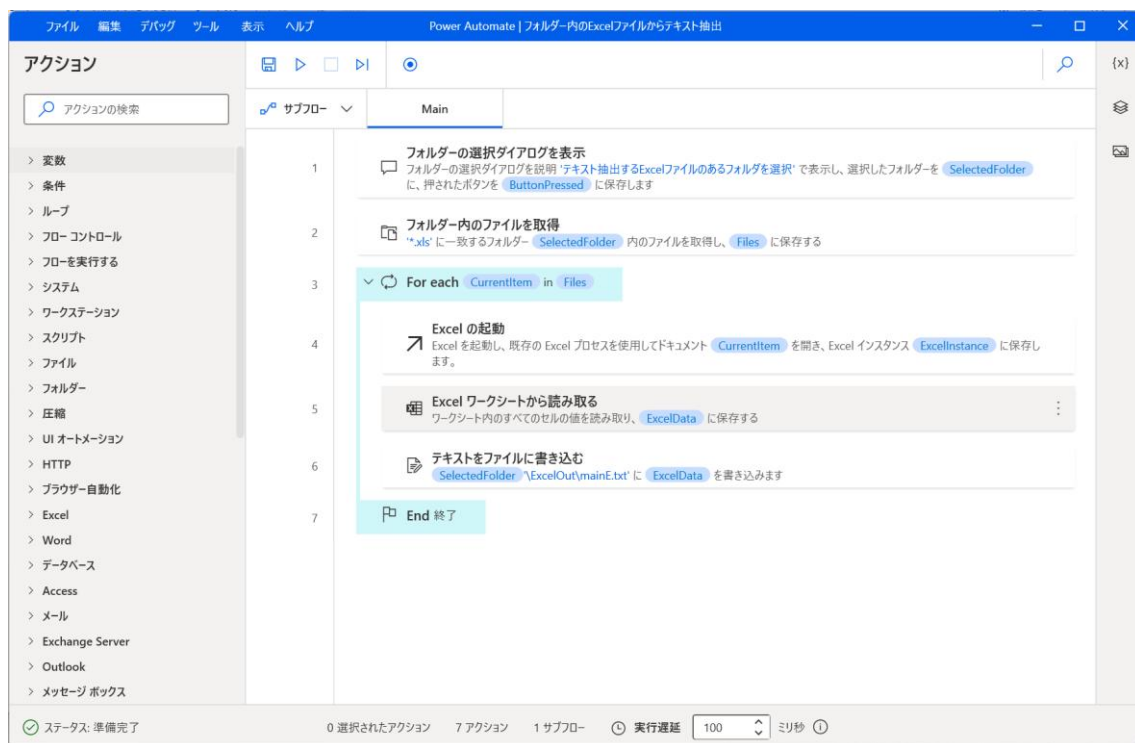 ファイル 編集 デバッグ ツール 表示 ヘルプ Power Automate | フォルダー内のExcelファイルからテキスト抽出
アクション
アクションの検索
サブフロー Main
{x}
変数
条件
ループ
フロー コントロール
フローを実行する
システム
ワークステーション
スクリプト
ファイル
フォルダー
圧縮
UI オートメーション
HTTP
ブラウザー自動化
Excel
Word
データベース
Access
メール
Exchange Server
Outlook
メッセージ ボックス
1
フォルダーの選択ダイアログを表示
フォルダーの選択ダイアログを説明 'テキスト抽出するExcelファイルのあるフォルダを選択' で表示し、選択したフォルダーを SelectedFolder
に、押されたボタンを ButtonPressed に保存します
2
フォルダー内のファイルを取得
'*.xls' に一致するフォルダー SelectedFolder 内のファイルを取得し、 Files に保存する
3
For each CurrentItem in Files
4
Excel の起動
Excel を起動し、既存の Excel プロセスを使用してドキュメント CurrentItem を開き、Excel インスタンス ExcelInstance に保存し
ます。
5
Excel ワークシートから読み取る
ワークシート内のすべてのセルの値を読み取り、 ExcelData に保存する
6
テキストをファイルに書き込む
SelectedFolder '\ExcelOut\mainE.txt' に ExcelData を書き込みます
7
End 終了
ステータス: 準備完了 0 選択されたアクション 7 アクション 1 サブフロー 実行遅延 100 ミリ秒